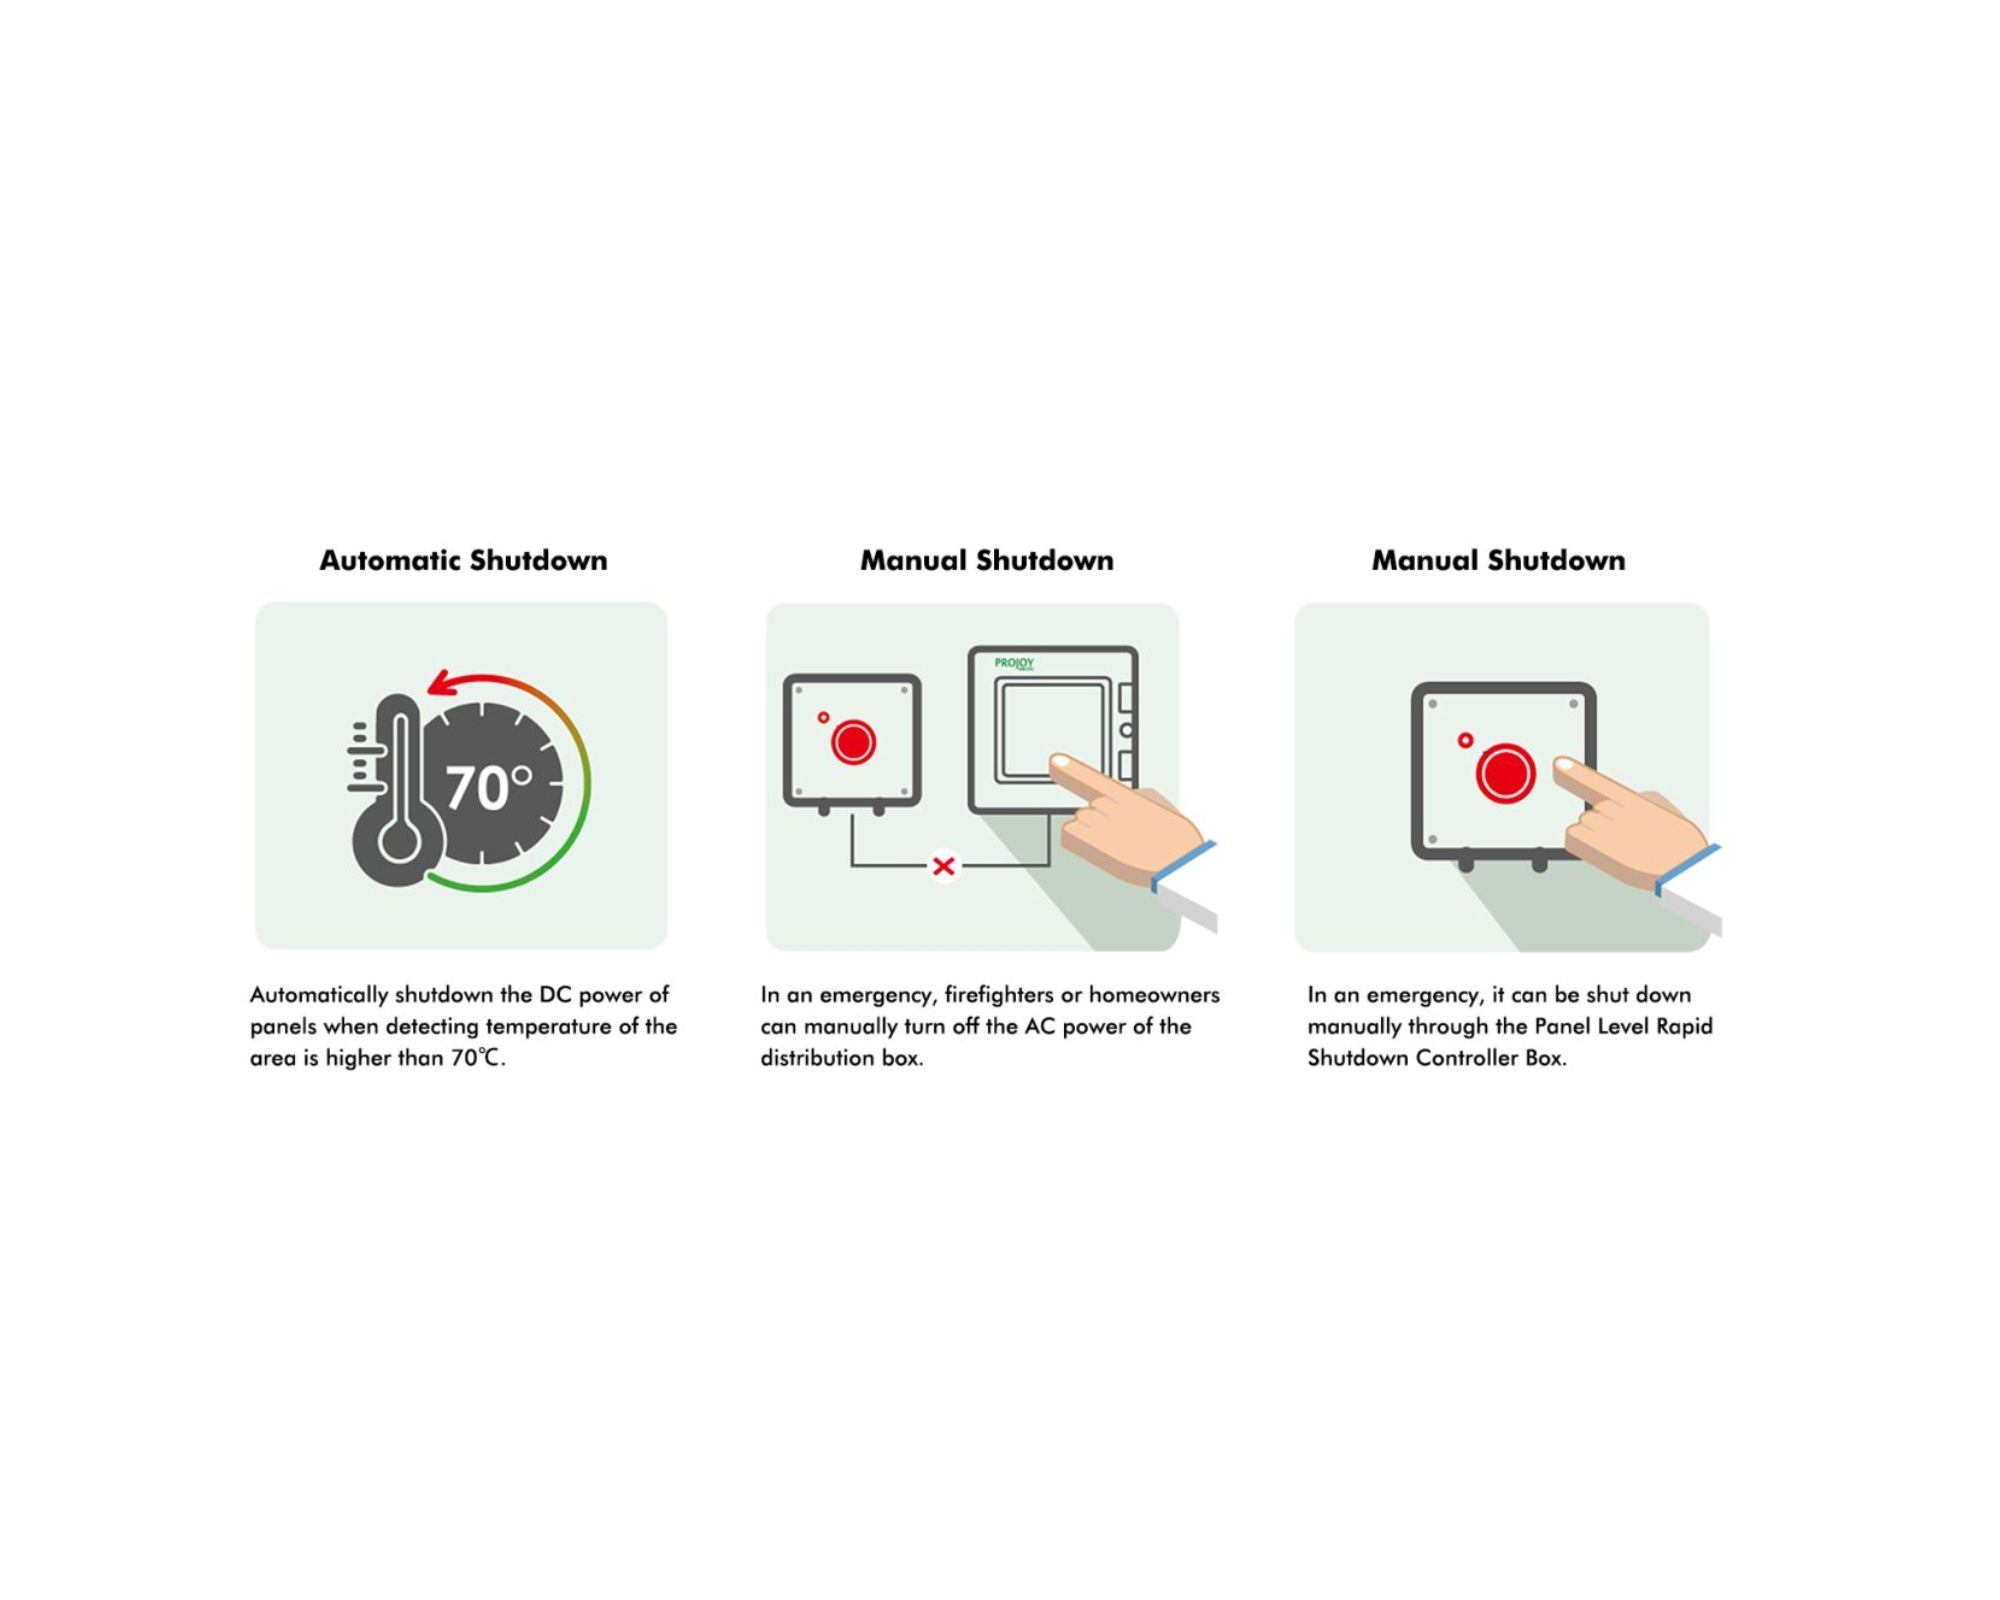 Automatic Shutdown
70°
Automatically shutdown the DC power of
panels when detecting temperature of the
area is higher than 70℃.
Manual Shutdown
PROJOY
In an emergency, firefighters or homeowners
can manually turn off the AC power of the
distribution box.
Manual Shutdown
In an emergency, it can be shut down
manually through the Panel Level Rapid
Shutdown Controller Box.